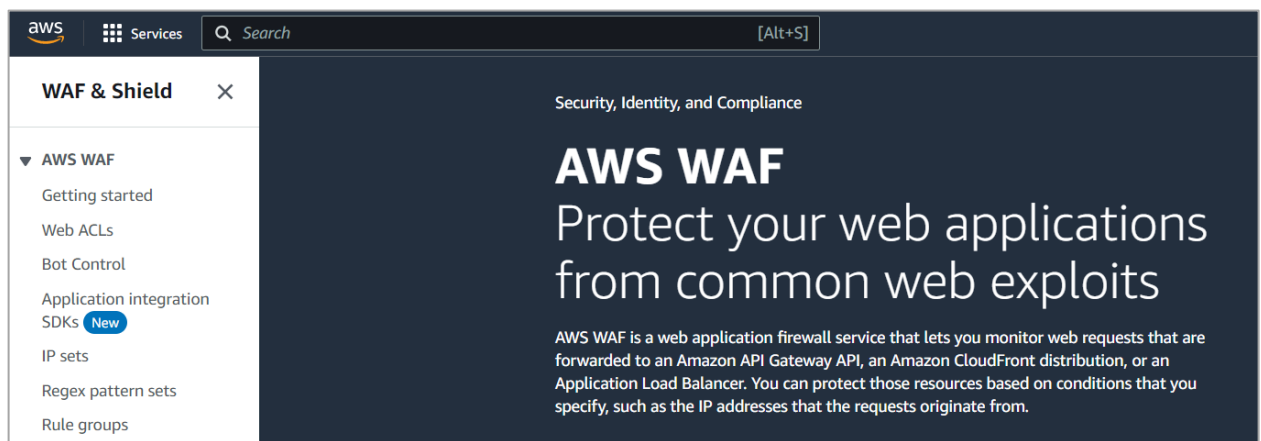 aws
Services
Search
[Alt+S]
WAF & Shield
AWS WAF
Getting started
Web ACLs
Bot Control
Application integration
SDKs New
IP sets
Regex pattern sets
Rule groups
Security, Identity, and Compliance
AWS WAF
Protect your web applications
from common web exploits
AWS WAF is a web application firewall service that lets you monitor web requests that are
forwarded to an Amazon API Gateway API, an Amazon CloudFront distribution, or an
Application Load Balancer. You can protect those resources based on conditions that you
specify, such as the IP addresses that the requests originate from.